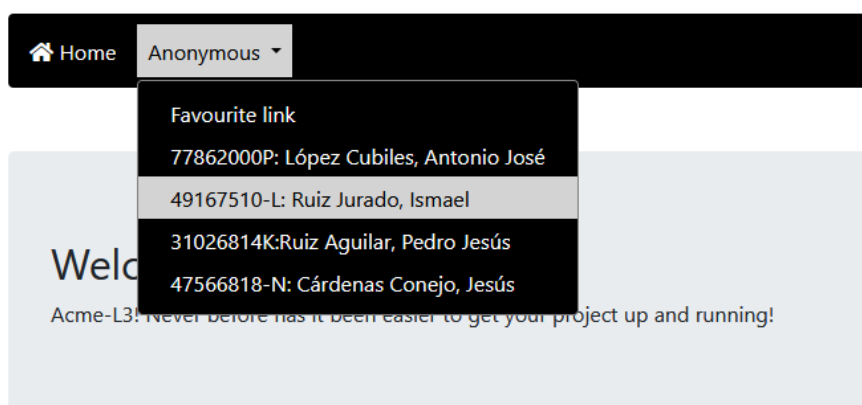 Home Anonymous
Favourite link
77862000P: López Cubiles, Antonio José
49167510-L: Ruiz Jurado, Ismael
31026814K:Ruiz Aguilar, Pedro Jesús
47566818-N: Cárdenas Conejo, Jesús
Welc
Acme-L3! Never before has it been easier to get your project up and running!